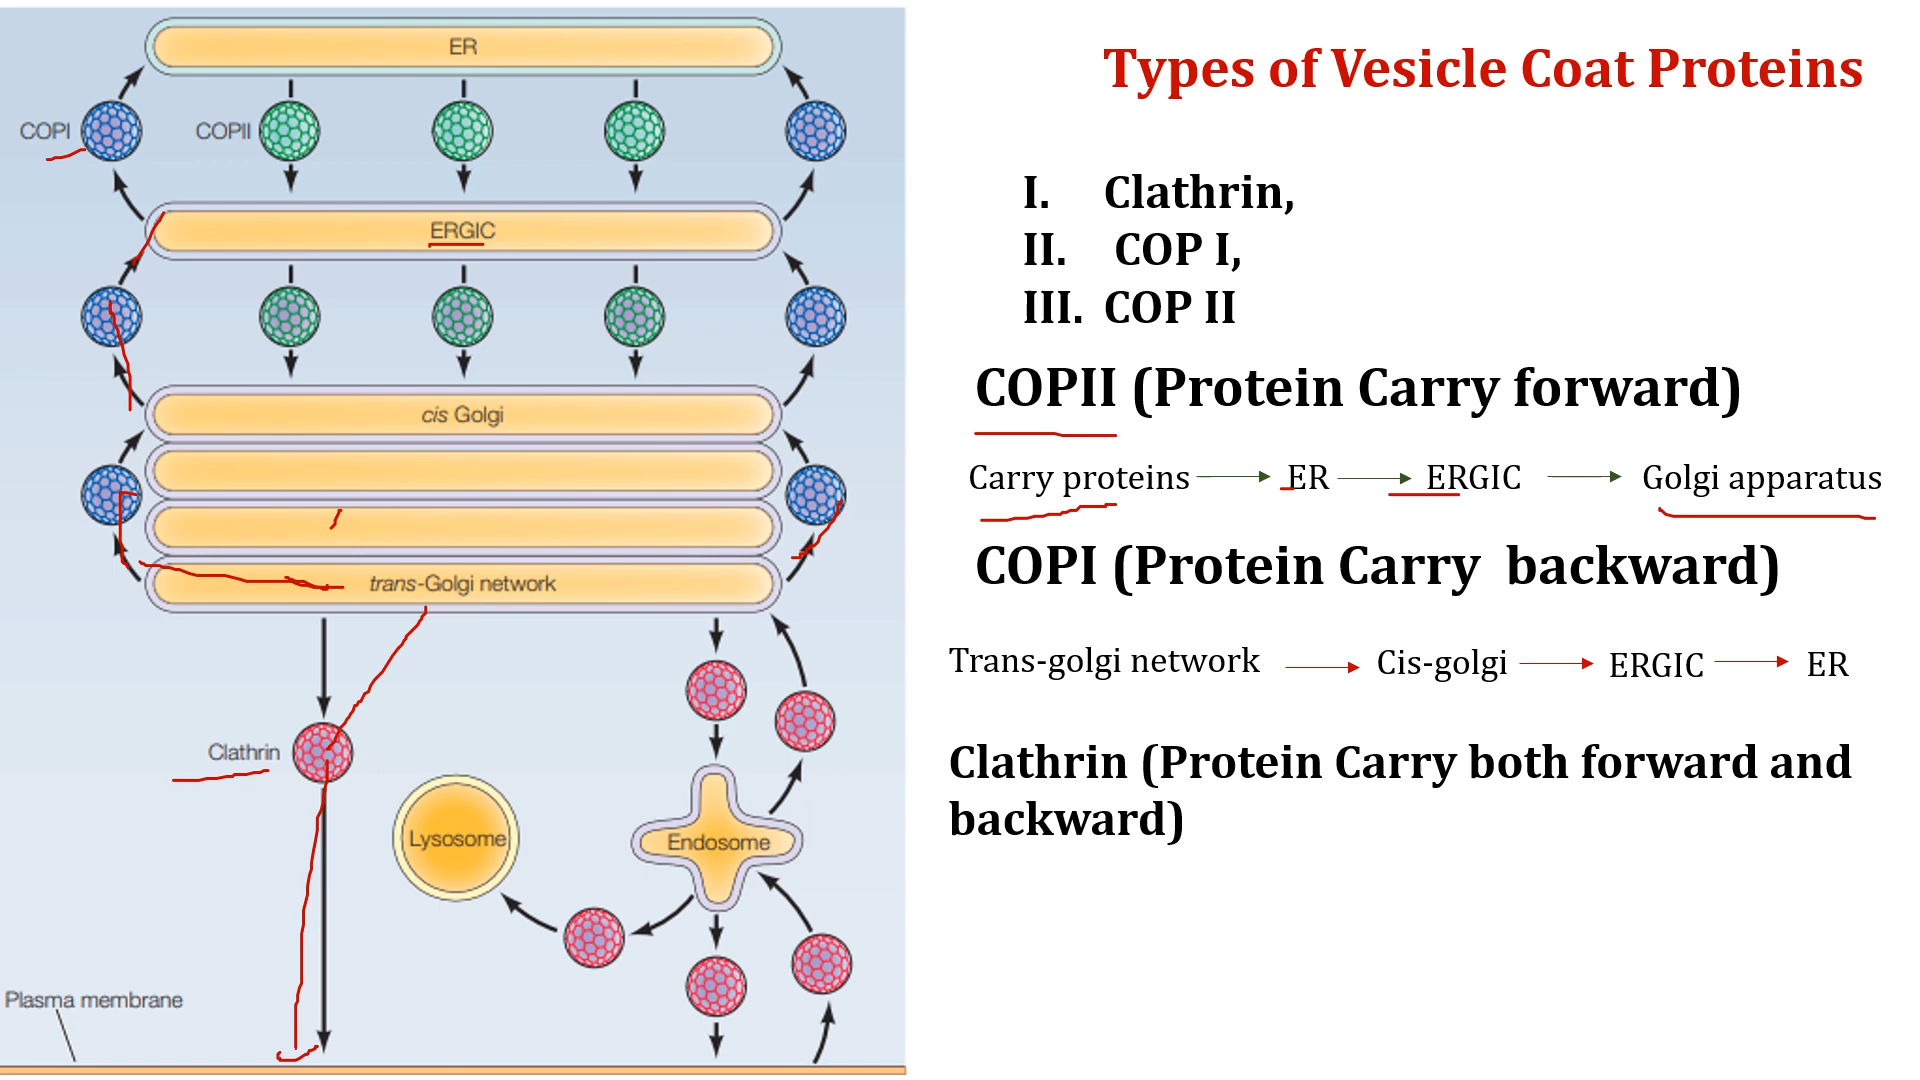 ER
COPI
COPII
ERGIC
cis Golgi
trans-Golgi network
Clathrin
Lysosome
Endosome
Plasma membrane
Types of Vesicle Coat Proteins
I. Clathrin,
II. COP I,
III. COP II
COPII (Protein Carry forward)
Carry proteins → ER → ERGIC → Golgi apparatus
COPI (Protein Carry backward)
Trans-golgi network → Cis-golgi → ERGIC → ER
Clathrin (Protein Carry both forward and
backward)